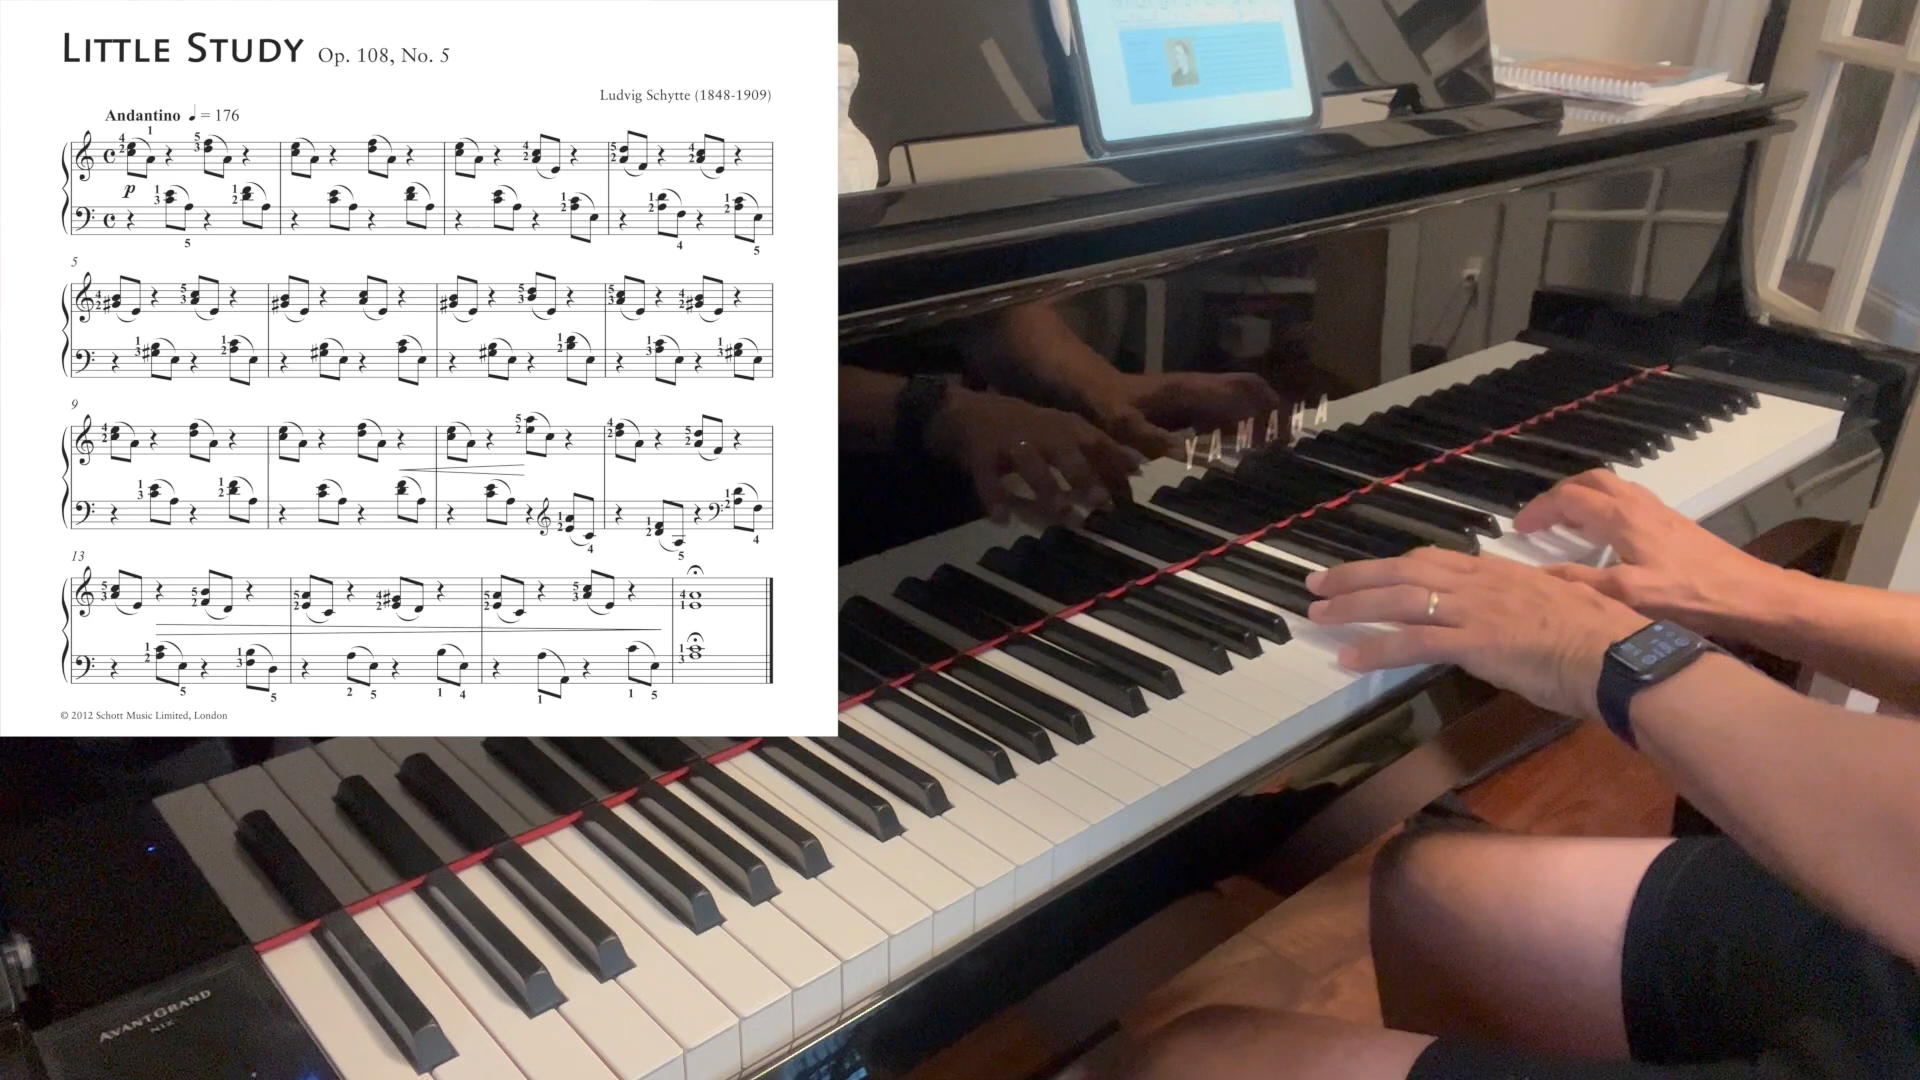 LITTLE STUDY Op. 108, No. 5
Ludvig Schytte (1848-1909)
Andantino ♩ = 176
p
5
9
13
© 2012 Schott Music Limited, London
YAMAHA
AVANTGRAND
N1X